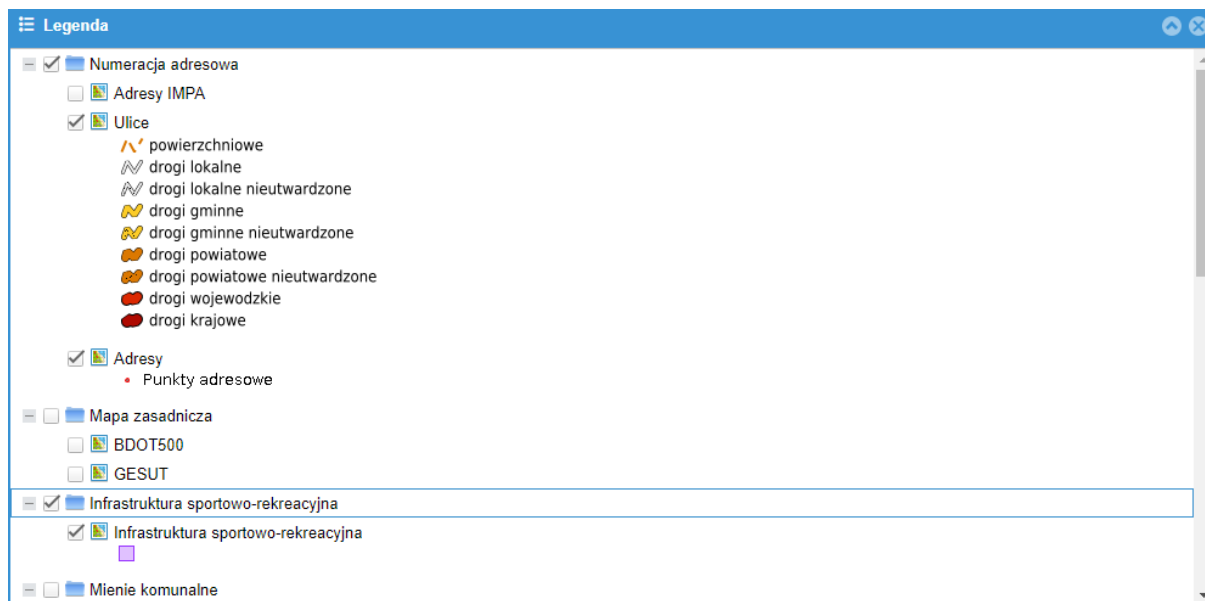 Legenda
Numeracja adresowa
Adresy IMPA
Ulice
powierzchniowe
drogi lokalne
drogi lokalne nieutwardzone
drogi gminne
drogi gminne nieutwardzone
drogi powiatowe
drogi powiatowe nieutwardzone
drogi wojewodzkie
drogi krajowe
Adresy
Punkty adresowe
Mapa zasadnicza
BDOT500
GESUT
Infrastruktura sportowo-rekreacyjna
Infrastruktura sportowo-rekreacyjna
Mienie komunalne